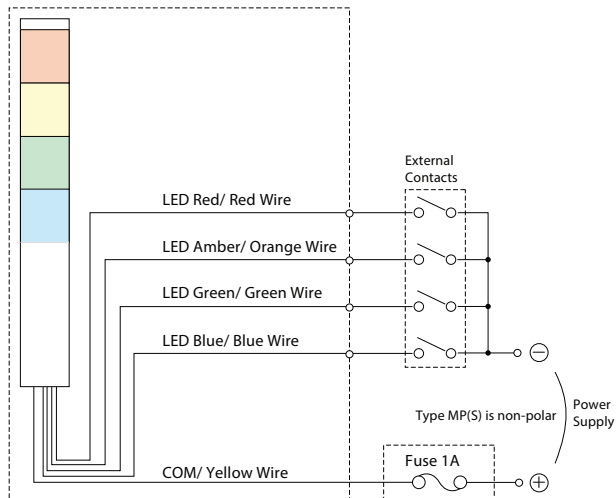 External
Contacts
LED Red/ Red Wire
LED Amber/ Orange Wire
LED Green/ Green Wire
LED Blue/ Blue Wire
Type MP(S) is non-polar
Power
Supply
Fuse 1A
COM/ Yellow Wire